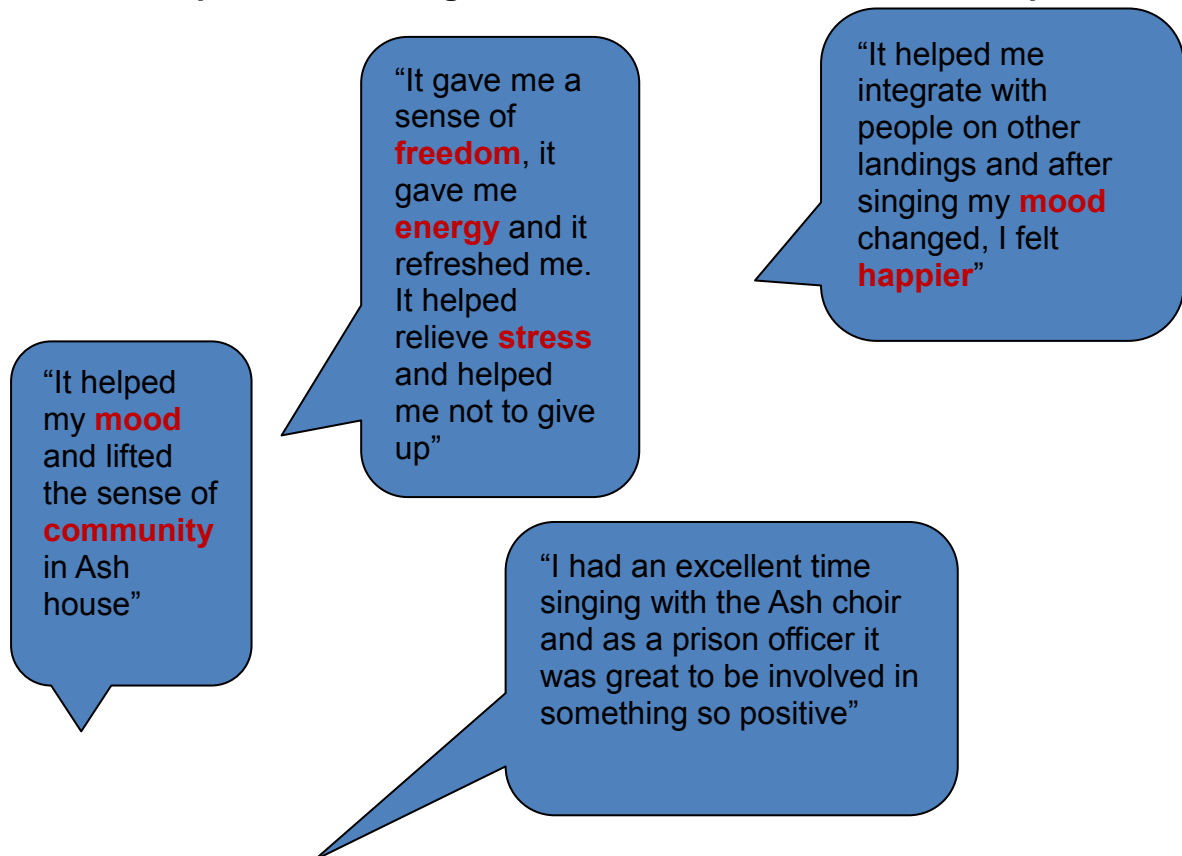 “It gave me a
sense of
freedom, it
gave me
energy and it
refreshed me.
It helped
relieve stress
and helped
me not to give
up”
“It helped me
integrate with
people on other
landings and after
singing my mood
changed, I felt
happier”
“It helped
my mood
and lifted
the sense of
community
in Ash
house”
“I had an excellent time
singing with the Ash choir
and as a prison officer it
was great to be involved in
something so positive”